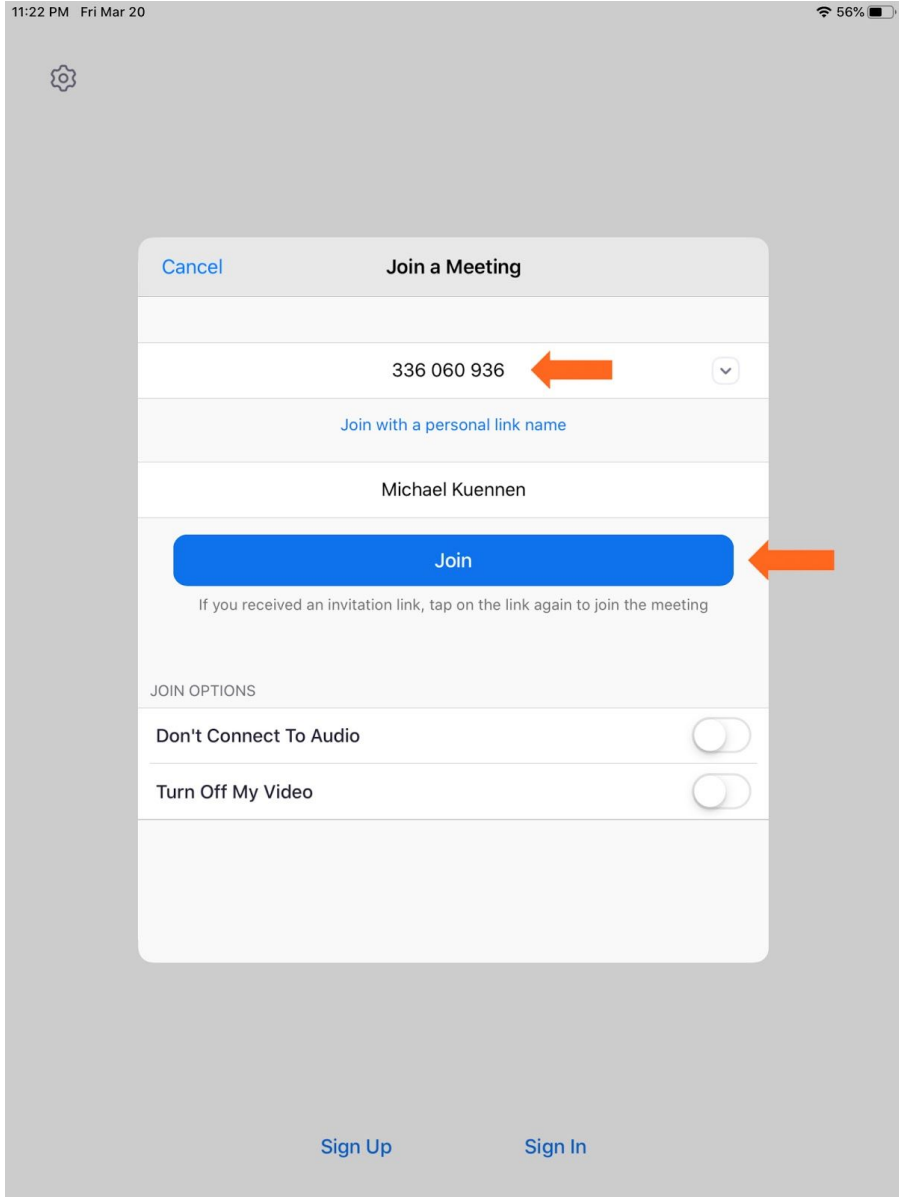 11:22 PM Fri Mar 20 56%
Cancel Join a Meeting
336 060 936
Join with a personal link name
Michael Kuennen
Join
If you received an invitation link, tap on the link again to join the meeting
JOIN OPTIONS
Don't Connect To Audio
Turn Off My Video
Sign Up Sign In